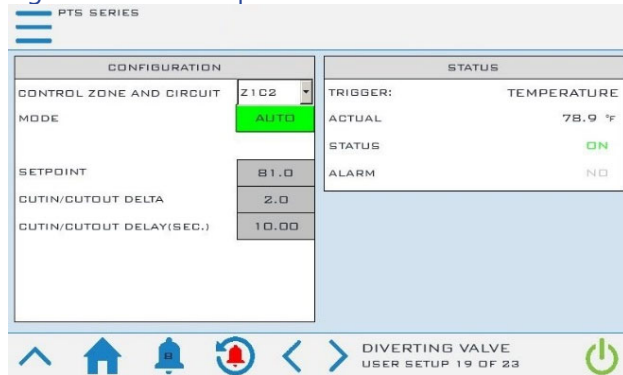 PTS SERIES
CONFIGURATION
CONTROL ZONE AND CIRCUIT Z1C2
MODE AUTO
SETPOINT 81.0
CUTIN/CUTOUT DELTA 2.0
CUTIN/CUTOUT DELAY(SEC.) 10.00
STATUS
TRIGGER: TEMPERATURE
ACTUAL 78.9 °F
STATUS ON
ALARM NO
8
DIVERTING VALVE
USER SETUP 19 OF 23